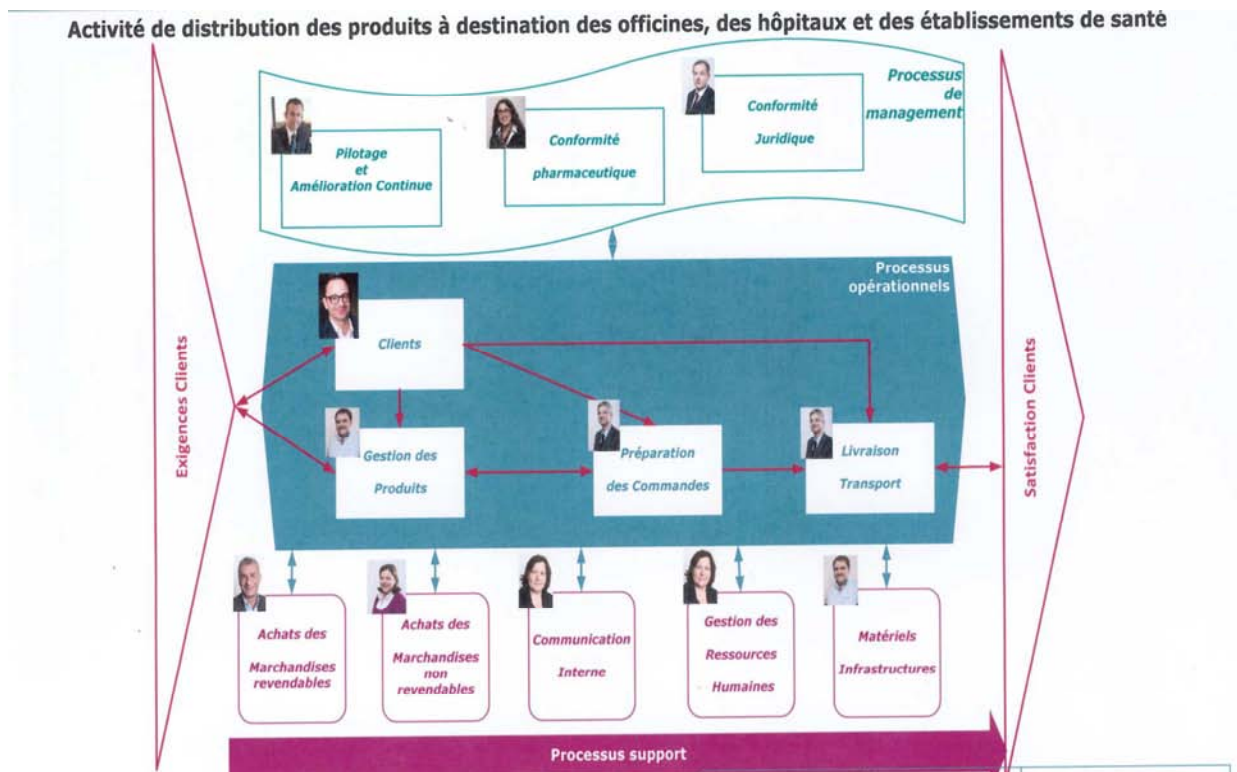 Activité de distribution des produits à destination des officines, des hôpitaux et des établissements de santé
Processus
de
management
Pilotage
et
Amélioration Continue
Conformité
pharmaceutique
Conformité
Juridique
Processus
opérationnels
Exigences Clients
Clients
Gestion des
Produits
Préparation
des Commandes
Livraison
Transport
Satisfaction Clients
Achats des
Marchandises
revendables
Achats des
Marchandises
non
revendables
Communication
Interne
Gestion des
Ressources
Humaines
Matériels
Infrastructures
Processus support